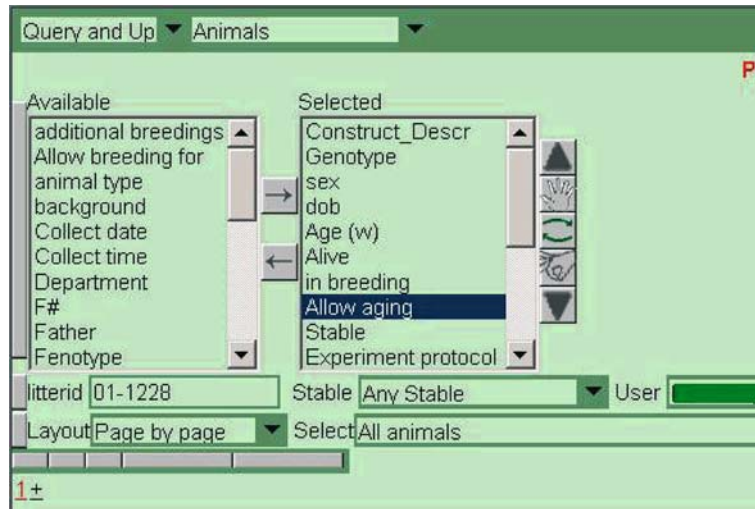 Query and Up Animals
P
Available
additional breedings
Allow breeding for
animal type
background
Collect date
Collect time
Department
F#
Father
Fenotype
Selected
Construct_Descr
Genotype
sex
dob
Age (w)
Alive
in breeding
Allow aging
Stable
Experiment protocol
litterid 01-1228 Stable Any Stable User
Layout Page by page Select All animals
1 ±